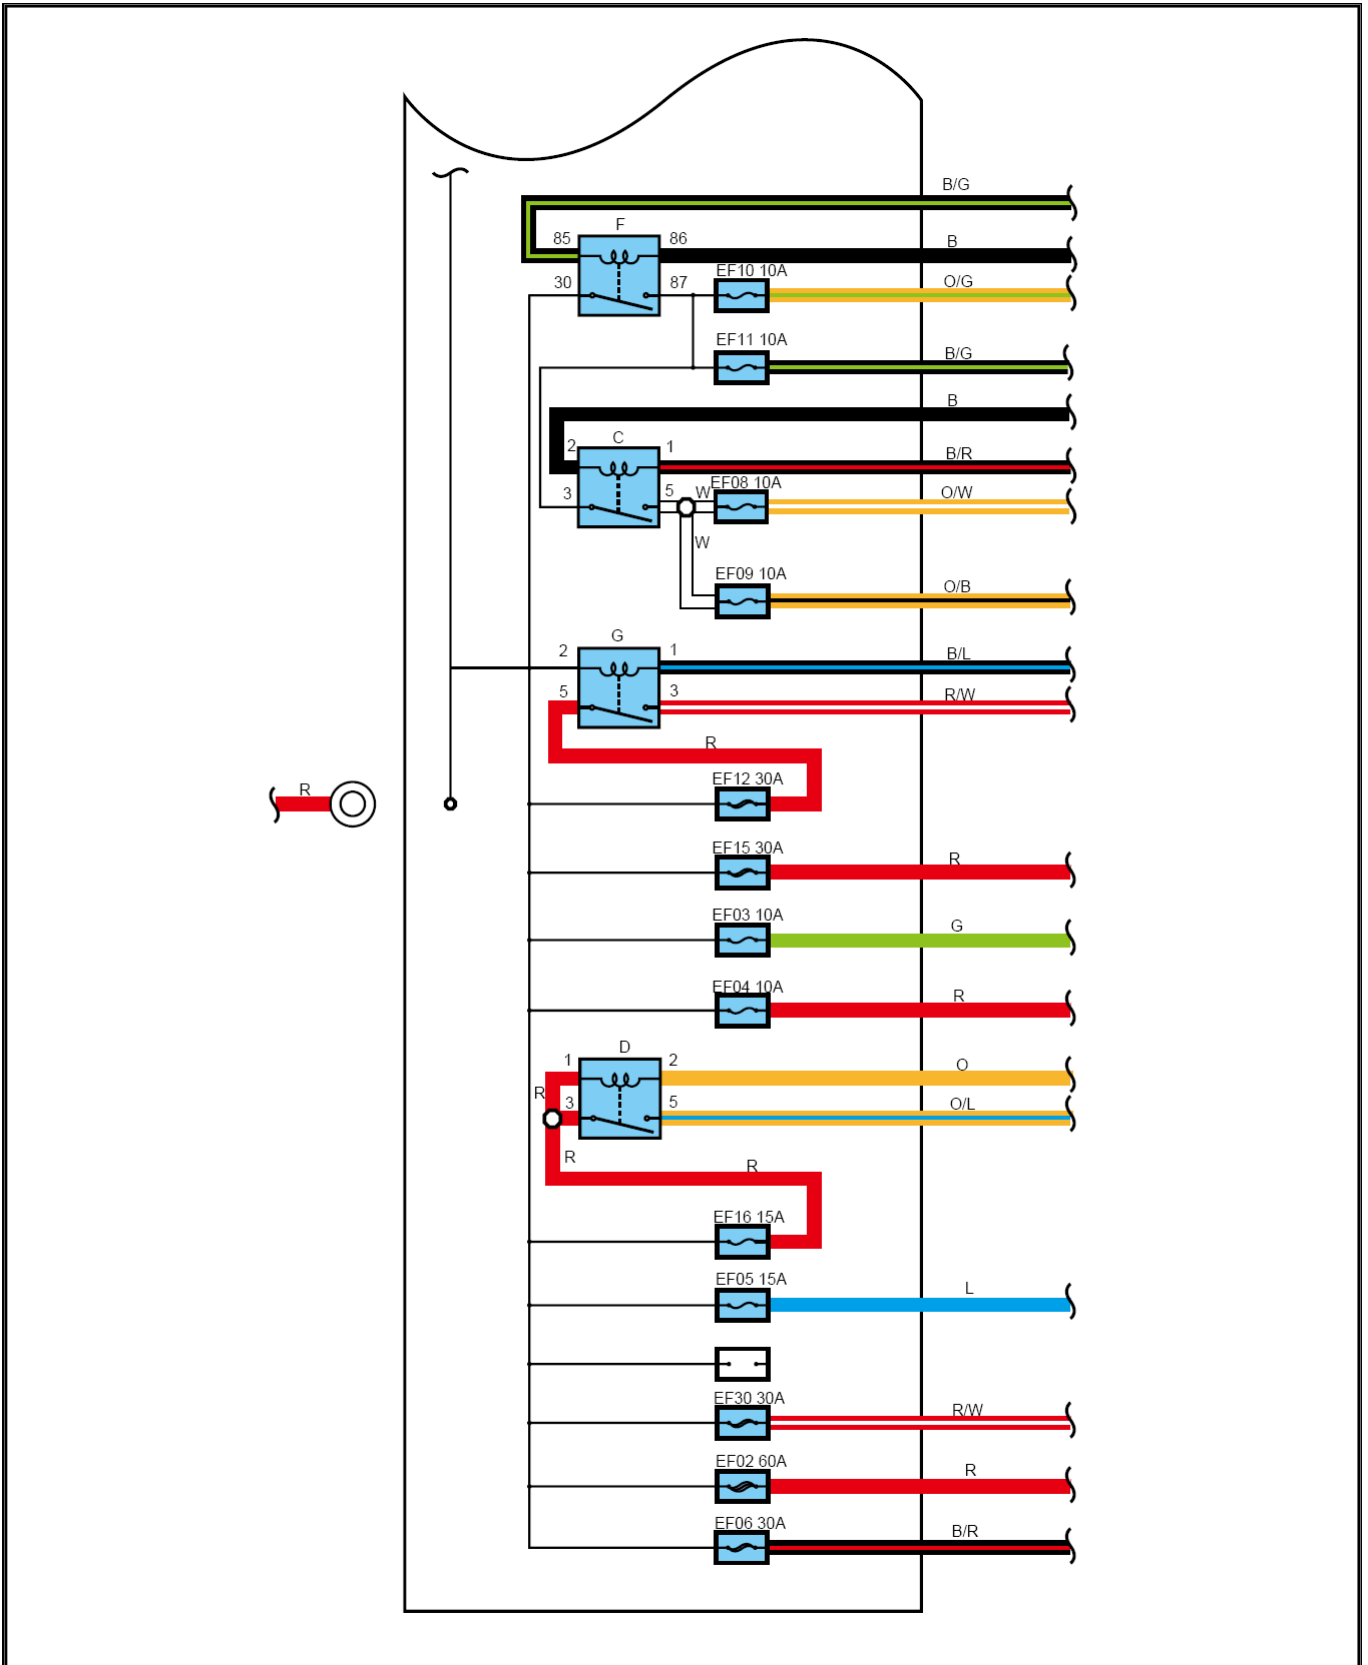 B/G
F
85 86 B
EF10 10A
30 87 O/G
EF11 10A
B/G
B
C
2 1 B/R
EF08 10A
3 5 W O/W
W
EF09 10A
O/B
G
2 1 B/L
5 3 R/W
R
EF12 30A
R
EF15 30A
R
EF03 10A
G
EF04 10A
R
D
1 2 O
R 3 5 O/L
R R
EF16 15A
EF05 15A
L
EF30 30A
R/W
EF02 60A
R
EF06 30A
B/R